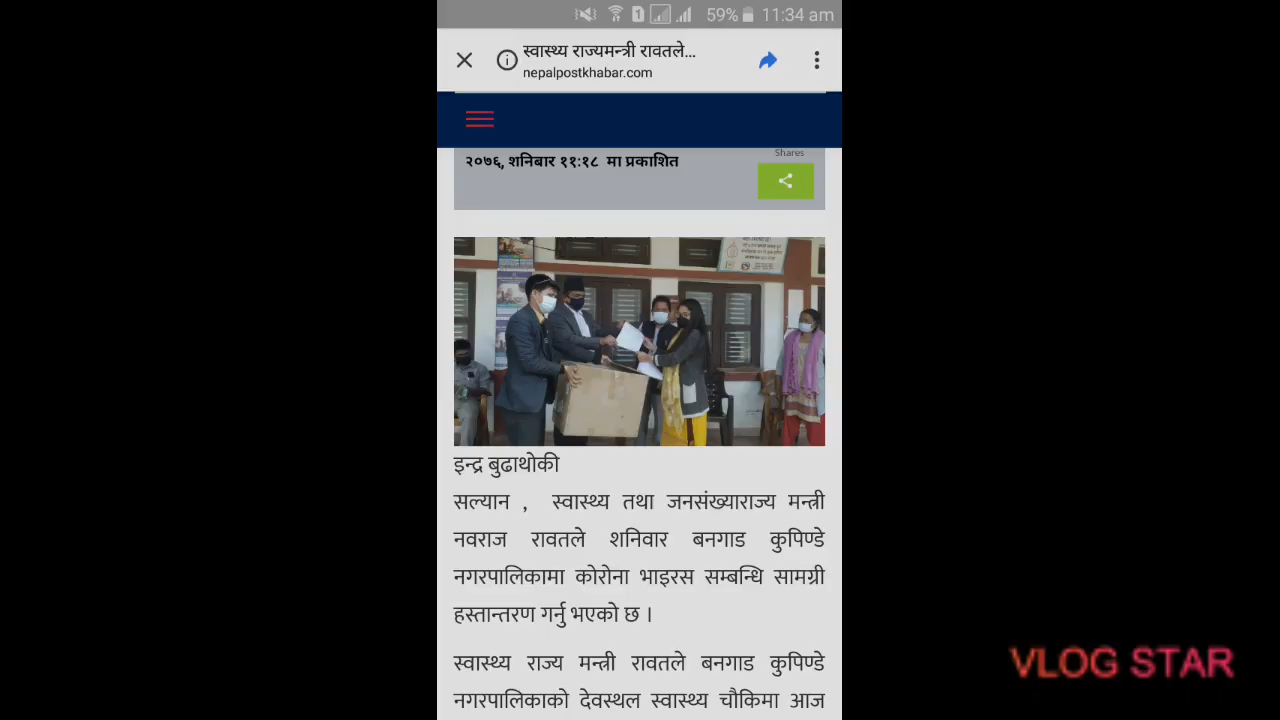 59% 11:34 am
स्वास्थ्य राज्यमन्त्री रावतले...
nepalpostkhabar.com
Shares
२०७६, शनिबार ११:१८ मा प्रकाशित
इन्द्र बुढाथोकी
सल्यान , स्वास्थ्य तथा जनसंख्याराज्य मन्त्री
नवराज रावतले शनिवार बनगाड कुपिण्डे
नगरपालिकामा कोरोना भाइरस सम्बन्धि सामग्री
हस्तान्तरण गर्नु भएको छ ।
स्वास्थ्य राज्य मन्त्री रावतले बनगाड कुपिण्डे
नगरपालिकाको देवस्थल स्वास्थ्य चौकिमा आज
VLOG STAR